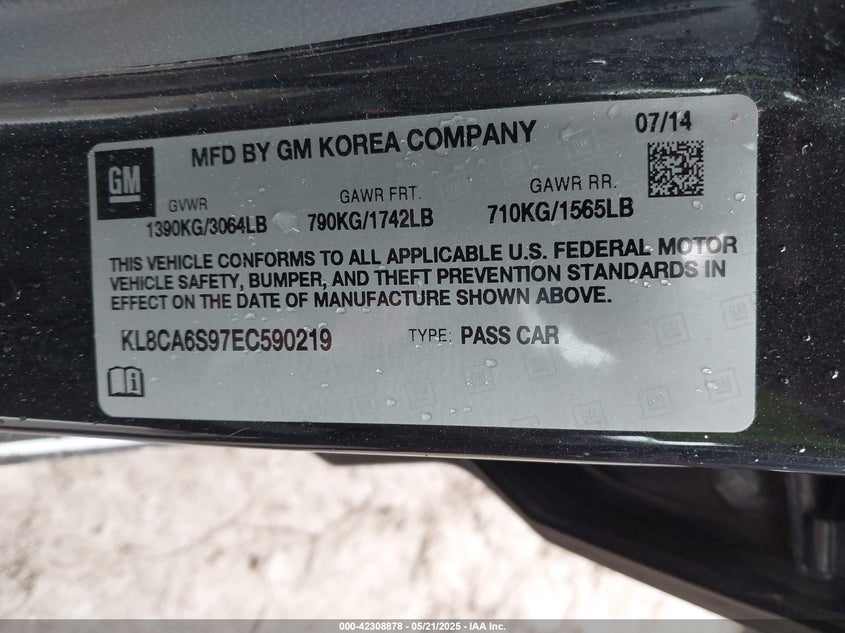 GM
MFD BY GM KOREA COMPANY
07/14
GVWR
1390KG/3064LB
GAWR FRT.
790KG/1742LB
GAWR RR.
710KG/1565LB
THIS VEHICLE CONFORMS TO ALL APPLICABLE U.S. FEDERAL MOTOR
VEHICLE SAFETY, BUMPER, AND THEFT PREVENTION STANDARDS IN
EFFECT ON THE DATE OF MANUFACTURE SHOWN ABOVE.
KL8CA6S97EC590219
TYPE: PASS CAR
000-42308878 - 05/21/2025 - IAA Inc.